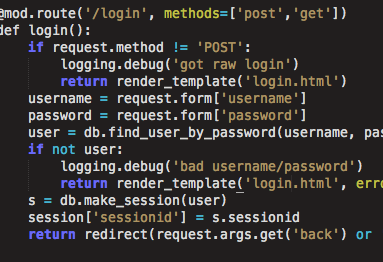 @mod.route('/login', methods=['post','get'])
def login():
    if request.method != 'POST':
        logging.debug('got raw login')
        return render_template('login.html')
    username = request.form['username']
    password = request.form['password']
    user = db.find_user_by_password(username, pas
    if not user:
        logging.debug('bad username/password')
        return render_template('login.html', erro
    s = db.make_session(user)
    session['sessionid'] = s.sessionid
    return redirect(request.args.get('back') or